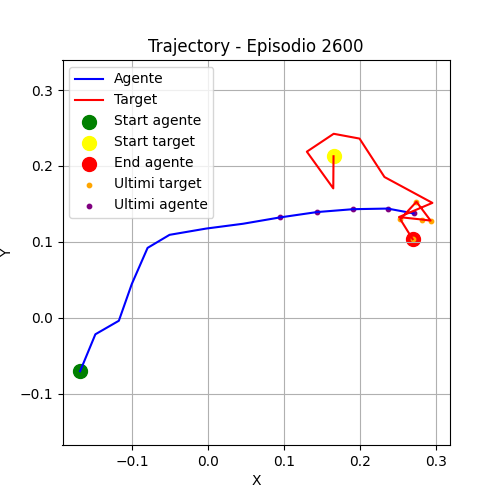 Trajectory - Episodio 2600
Agente
Target
Start agente
Start target
End agente
Ultimi target
Ultimi agente
0.3
0.2
0.1
0.0
−0.1
Y
−0.1
0.0
0.1
0.2
0.3
X